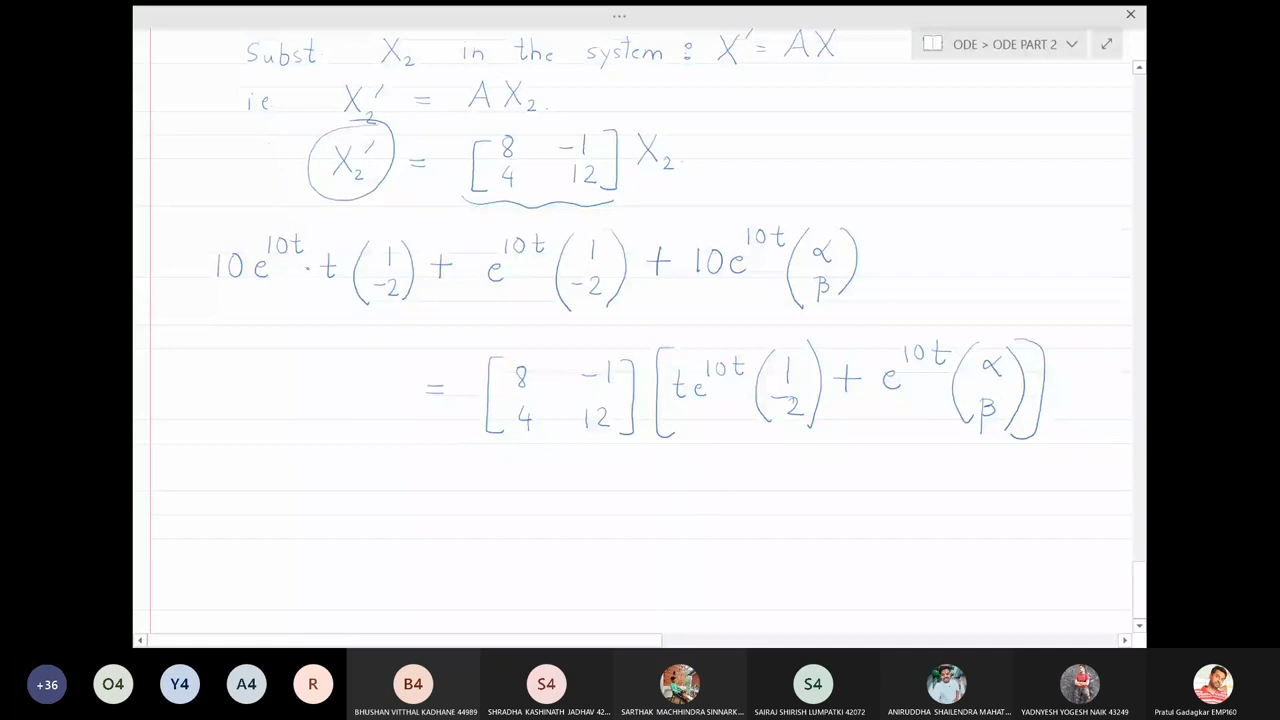 ...
Subst. X₂ in the system : X' = AX
ODE > ODE PART 2
ie X₂' = A X₂.
X₂' = [8 -1; 4 12] X₂.
10e^{10t} · t (1; -2) + e^{10t} (1; -2) + 10e^{10t} (α; β)
= [8 -1; 4 12] [te^{10t} (1; -2) + e^{10t} (α; β)]
+36 O4 Y4 A4 R B4 S4 S4
BHUSHAN VITTHAL KADHANE 44989 SHRADHA KASHINATH JADHAV 42... SARTHAK MACHHINDRA SINNARK... SAIRAJ SHIRISH LUMPATKI 42072 ANIRUDDHA SHAILENDRA MAHAT... YADNYESH YOGESH NAIK 43249 Pratul Gadagkar EMPI60